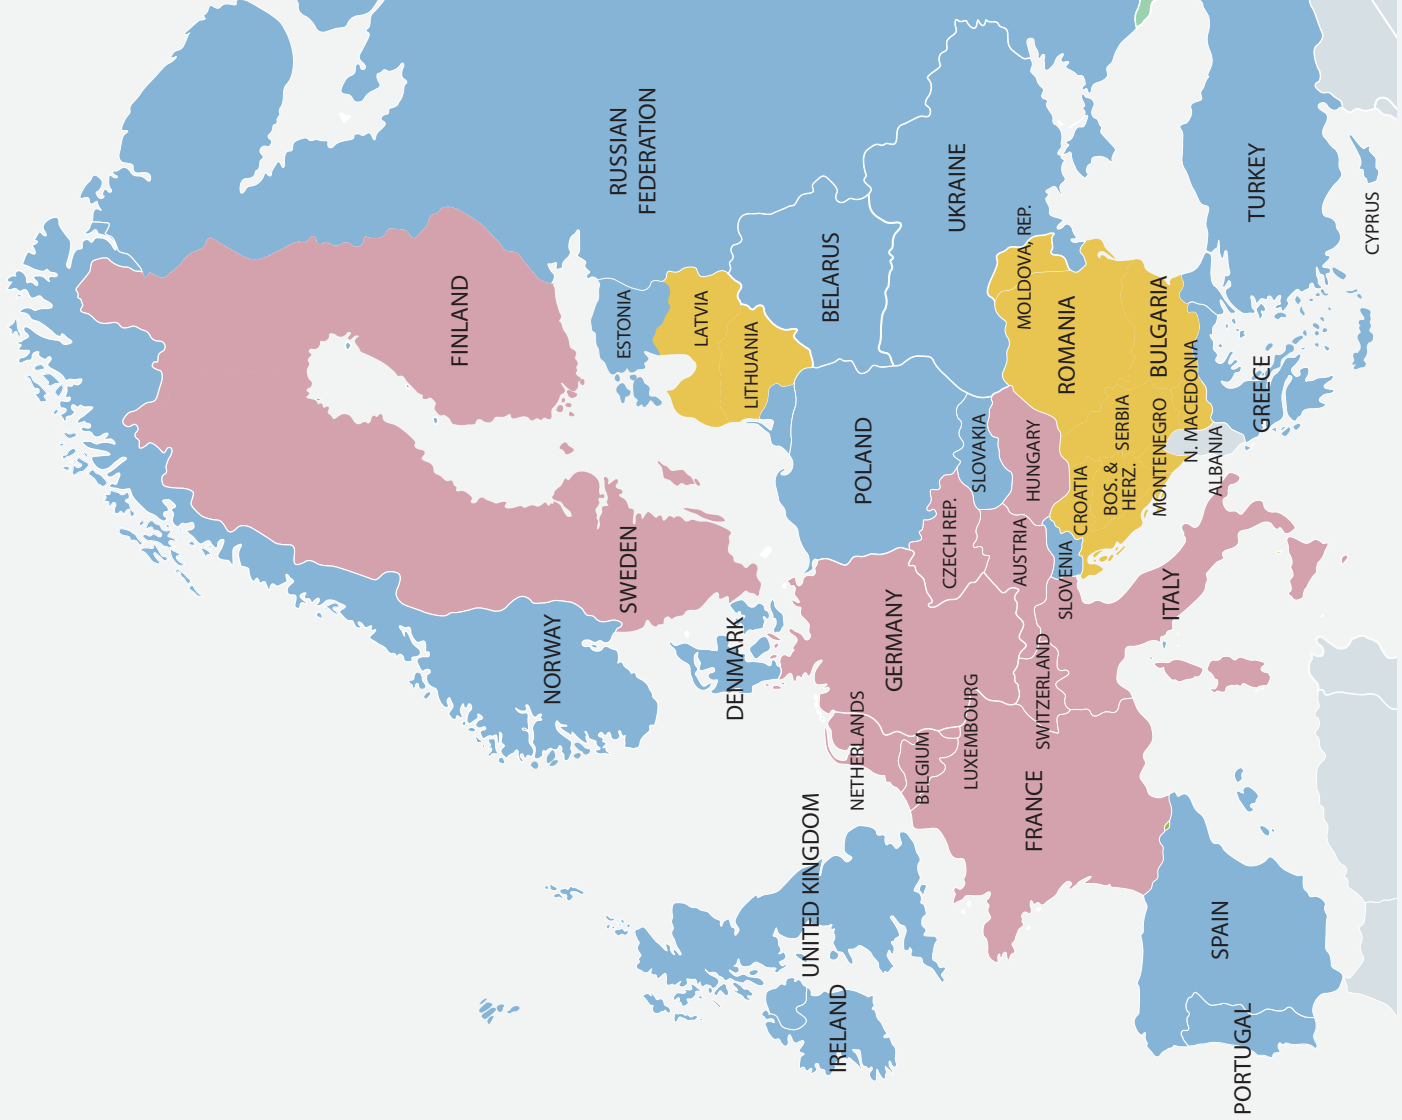 NORWAY
SWEDEN
FINLAND
RUSSIAN
FEDERATION
ESTONIA
LATVIA
LITHUANIA
DENMARK
UNITED KINGDOM
IRELAND
NETHERLANDS
BELGIUM
LUXEMBOURG
GERMANY
POLAND
BELARUS
UKRAINE
CZECH REP.
SLOVAKIA
AUSTRIA
HUNGARY
MOLDOVA, REP.
FRANCE
SWITZERLAND
SLOVENIA
CROATIA
BOS. &
HERZ.
SERBIA
ROMANIA
MONTENEGRO
BULGARIA
N. MACEDONIA
ALBANIA
ITALY
GREECE
TURKEY
CYPRUS
SPAIN
PORTUGAL